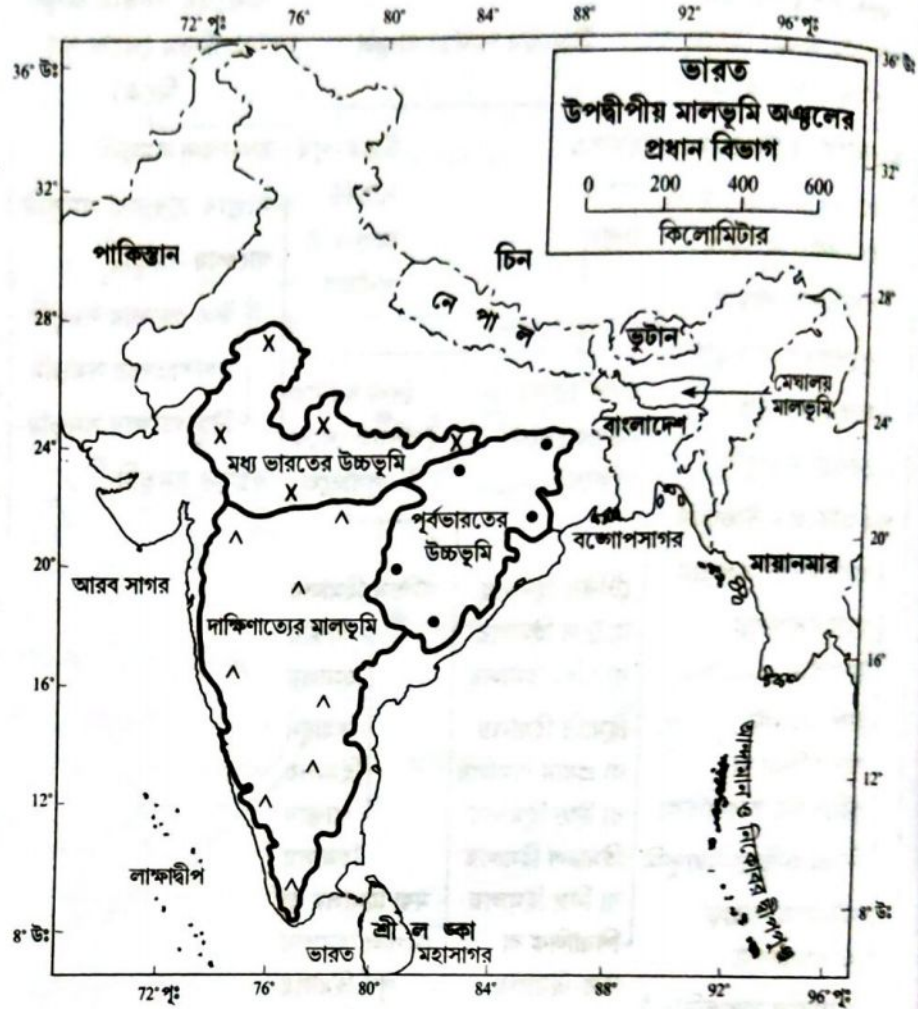 72° পূঃ 76° 80° 84° 88° 92° 96° পূঃ
36° উঃ
36° উঃ
ভারত
উপদ্বীপীয় মালভূমি অঞ্চলের
প্রধান বিভাগ
0 200 400 600
কিলোমিটার
32°
32°
পাকিস্তান
চিন
28°
28°
নে পা ল
ভুটান
মেঘালয়
মালভূমি
বাংলাদেশ
24°
24°
মধ্য ভারতের উচ্চভূমি
পূর্বভারতের
উচ্চভূমি
বঙ্গোপসাগর
20°
20°
মায়ানমার
আরব সাগর
দাক্ষিণাত্যের মালভূমি
16°
16°
আন্দামান ও নিকোবর দ্বীপপুঞ্জ
12°
12°
লাক্ষাদ্বীপ
8° উঃ
8° উঃ
শ্রী ল ঙ্কা
ভারত মহাসাগর
72° পূঃ 76° 80° 84° 88° 92° 96° পূঃ